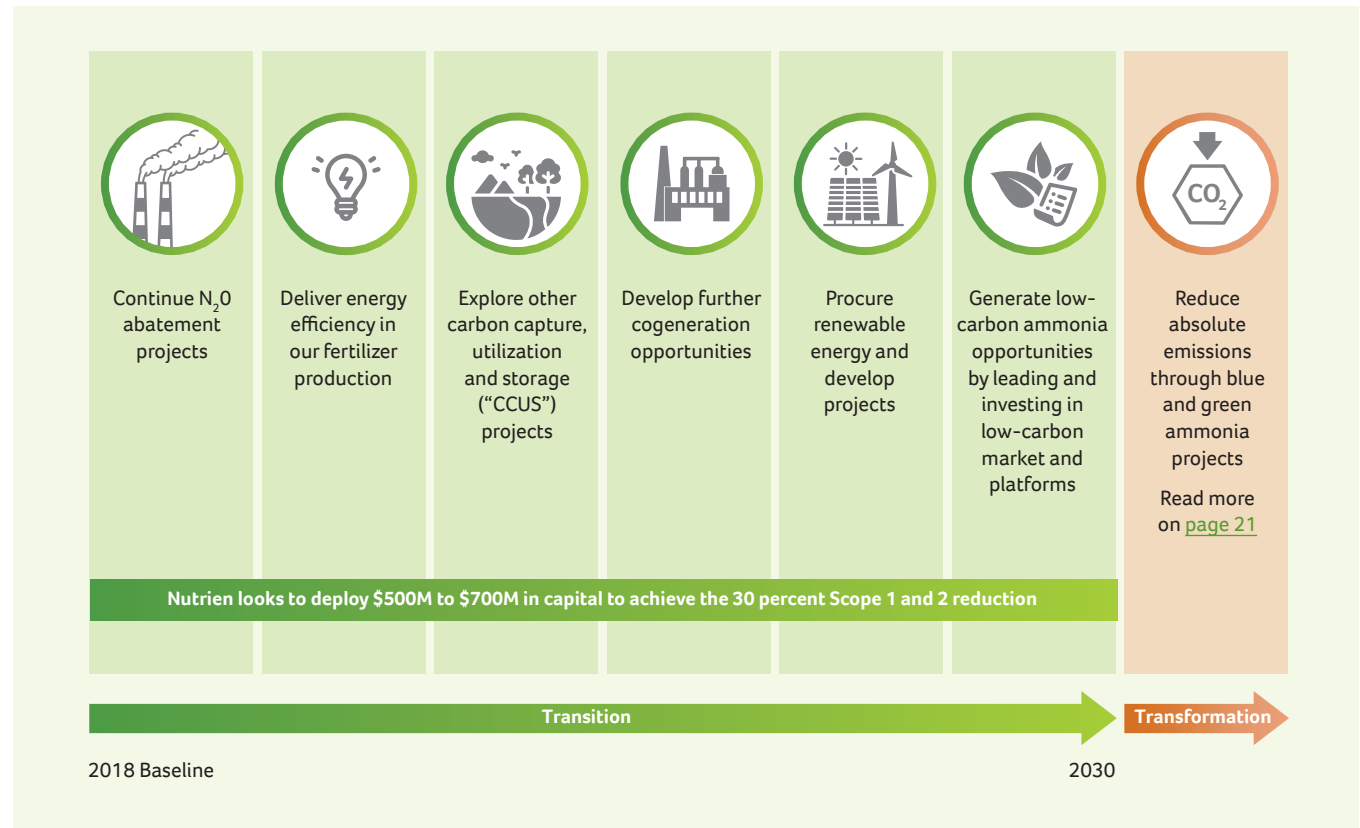 CO₂
Continue N₂0
abatement
projects
Deliver energy
efficiency in
our fertilizer
production
Explore other
carbon capture,
utilization
and storage
(“CCUS”)
projects
Develop further
cogeneration
opportunities
Procure
renewable
energy and
develop
projects
Generate low-
carbon ammonia
opportunities
by leading and
investing in
low-carbon
market and
platforms
Reduce
absolute
emissions
through blue
and green
ammonia
projects
Read more
on page 21
Nutrien looks to deploy $500M to $700M in capital to achieve the 30 percent Scope 1 and 2 reduction
Transition
Transformation
2018 Baseline
2030